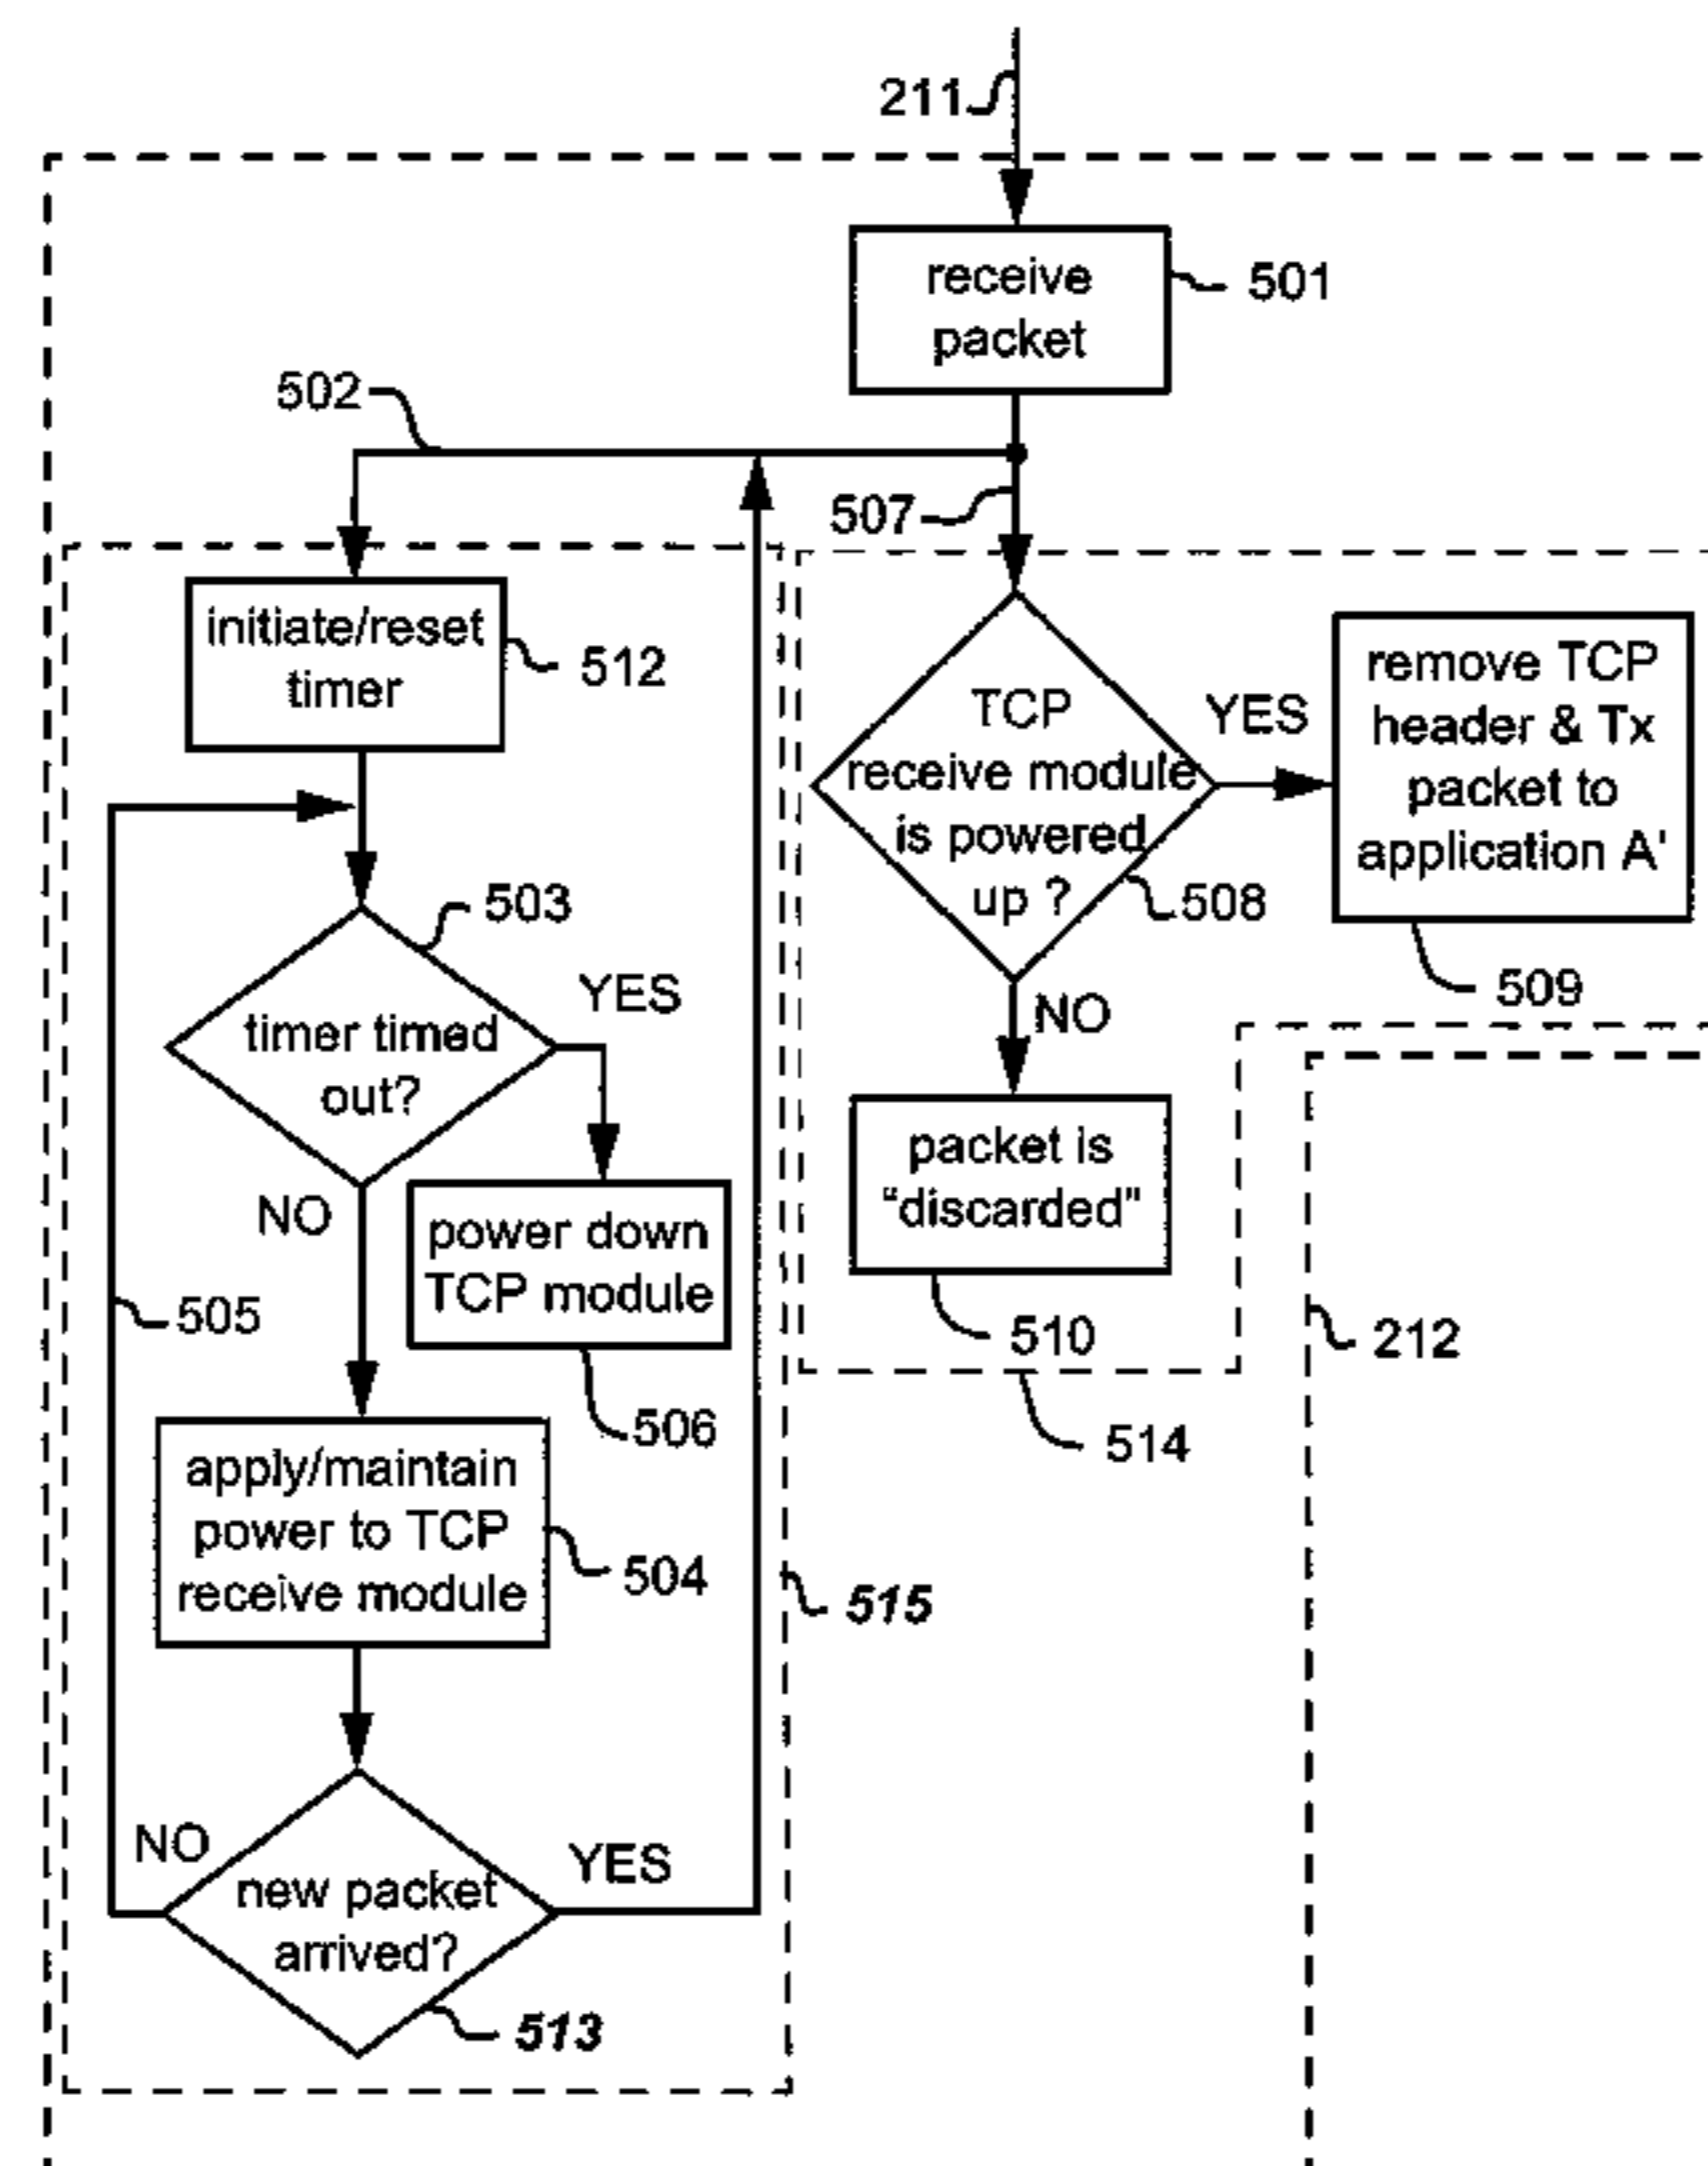 211
receive
packet
501
502
507
initiate/reset
timer
512
TCP
receive module
is powered
up ?
508
YES
remove TCP
header & Tx
packet to
application A'
509
503
timer timed
out?
YES
NO
NO
packet is
“discarded”
510
514
212
power down
TCP module
506
505
apply/maintain
power to TCP
receive module
504
515
NO
new packet
arrived?
YES
513